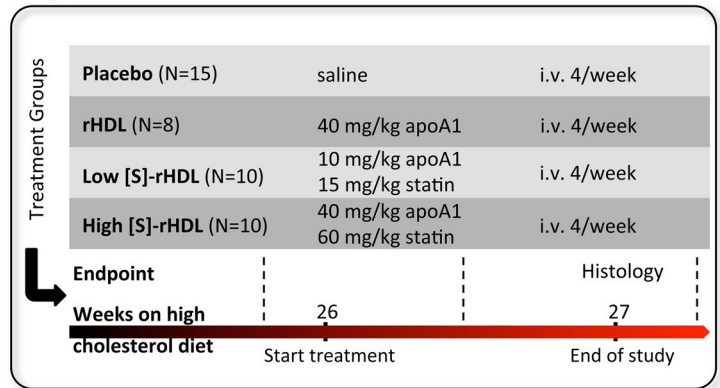 Treatment Groups
Placebo (N=15) saline i.v. 4/week
rHDL (N=8) 40 mg/kg apoA1 i.v. 4/week
Low [S]-rHDL (N=10) 10 mg/kg apoA1 15 mg/kg statin i.v. 4/week
High [S]-rHDL (N=10) 40 mg/kg apoA1 60 mg/kg statin i.v. 4/week
Endpoint Histology
Weeks on high 26 27
cholesterol diet
Start treatment End of study